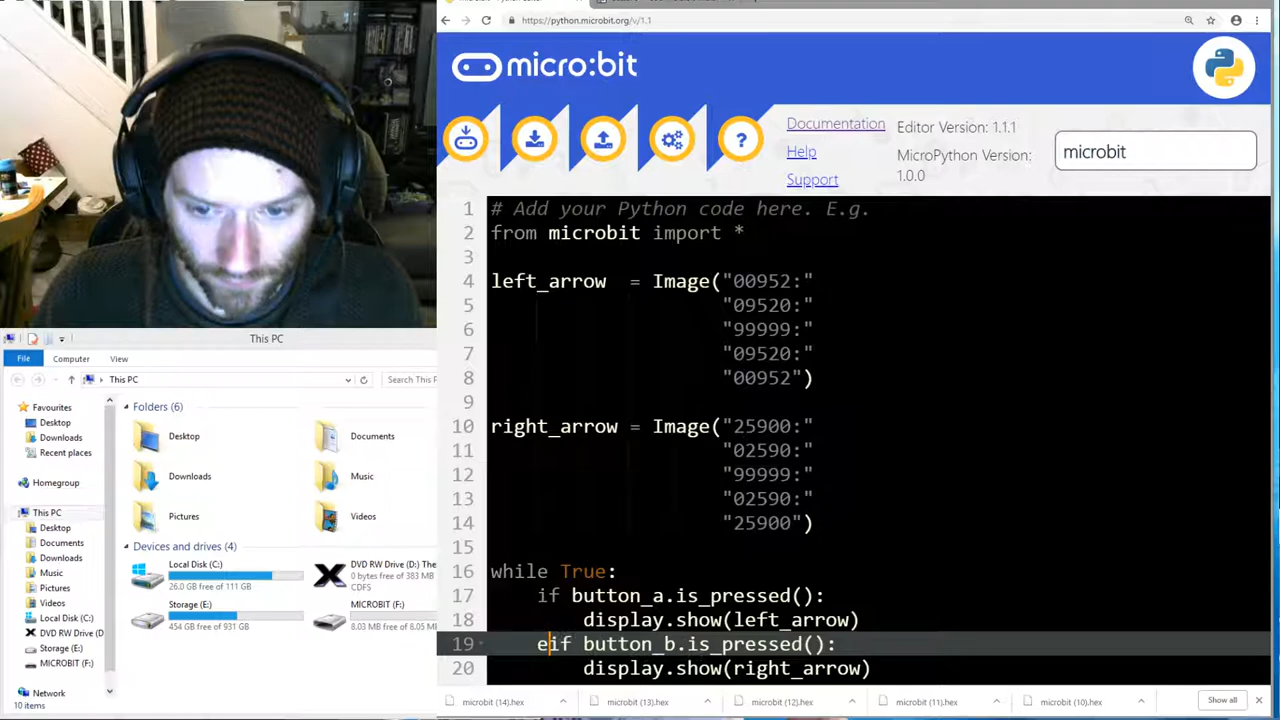 https://python.microbit.org/v/1.1
micro:bit
Documentation
Help
Support
Editor Version: 1.1.1
MicroPython Version:
1.0.0
microbit
?
1 # Add your Python code here. E.g.
2 from microbit import *
3
4 left_arrow = Image("00952:"
5 "09520:"
6 "99999:"
7 "09520:"
8 "00952")
9
10 right_arrow = Image("25900:"
11 "02590:"
12 "99999:"
13 "02590:"
14 "25900")
15
16 while True:
17 if button_a.is_pressed():
18 display.show(left_arrow)
19 eif button_b.is_pressed():
20 display.show(right_arrow)
This PC
File Computer View
This PC
Search This P
Favourites
Desktop
Downloads
Recent places
Homegroup
This PC
Desktop
Documents
Downloads
Music
Pictures
Videos
Local Disk (C:)
DVD RW Drive (D
Storage (E:)
MICROBIT (F:)
Network
Folders (6)
Desktop
Documents
Downloads
Music
Pictures
Videos
Devices and drives (4)
Local Disk (C:)
26.0 GB free of 111 GB
DVD RW Drive (D:) The
0 bytes free of 383 MB
CDFS
Storage (E:)
454 GB free of 931 GB
MICROBIT (F:)
8.03 MB free of 8.05 M
10 items
microbit (14).hex
microbit (13).hex
microbit (12).hex
microbit (11).hex
microbit (10).hex
Show all